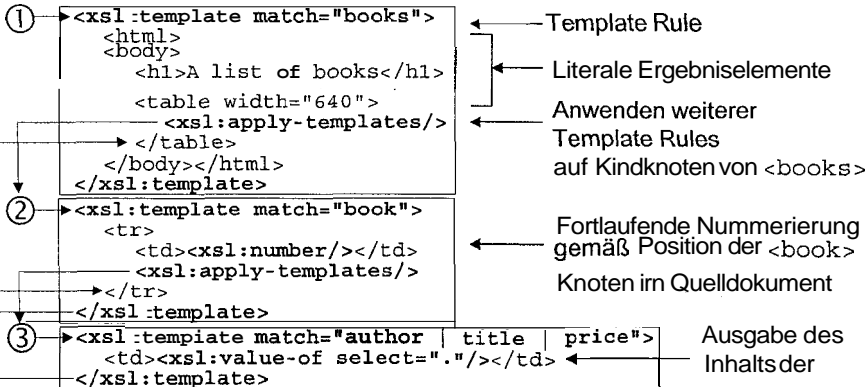 ① <xsl:template match="books"> Template Rule
<html>
<body>
<h1>A list of books</h1> Literale Ergebniselemente
<table width="640">
<xsl:apply-templates/> Anwenden weiterer
</table> Template Rules
</body></html> auf Kindknoten von <books>
</xsl:template>
② <xsl:template match="book">
<tr> Fortlaufende Nummerierung
<td><xsl:number/></td> gemäß Position der <book>
<xsl:apply-templates/> Knoten irn Quelldokument
</tr>
</xsl:template>
③ <xsl:tempiate match="author | title | price"> Ausgabe des
<td><xsl:value-of select="."/></td> Inhalts der
</xsl:template>